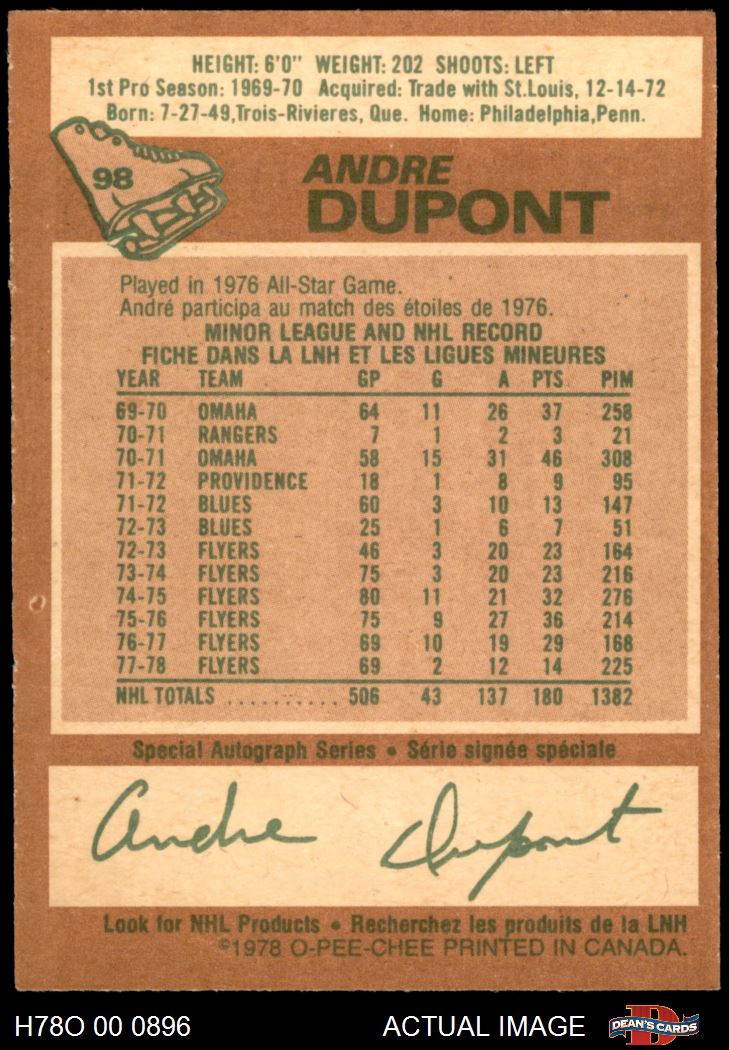 HEIGHT: 6'0" WEIGHT: 202 SHOOTS: LEFT
1st Pro Season: 1969-70 Acquired: Trade with St.Louis, 12-14-72
Born: 7-27-49,Trois-Rivieres, Que. Home: Philadelphia,Penn.
98
ANDRE
DUPONT
Played in 1976 All-Star Game.
André participa au match des étoiles de 1976.
MINOR LEAGUE AND NHL RECORD
FICHE DANS LA LNH ET LES LIGUES MINEURES
YEAR TEAM GP G A PTS PIM
69-70 OMAHA 64 11 26 37 258
70-71 RANGERS 7 1 2 3 21
70-71 OMAHA 58 15 31 46 308
71-72 PROVIDENCE 18 1 8 9 95
71-72 BLUES 60 3 10 13 147
72-73 BLUES 25 1 6 7 51
72-73 FLYERS 46 3 20 23 164
73-74 FLYERS 75 3 20 23 216
74-75 FLYERS 80 11 21 32 276
75-76 FLYERS 75 9 27 36 214
76-77 FLYERS 69 10 19 29 168
77-78 FLYERS 69 2 12 14 225
NHL TOTALS .......... 506 43 137 180 1382
Special Autograph Series • Série signée spéciale
Andre Dupont
Look for NHL Products • Recherchez les produits de la LNH
©1978 O-PEE-CHEE PRINTED IN CANADA.
H78O 00 0896 ACTUAL IMAGE D DEAN'S CARDS